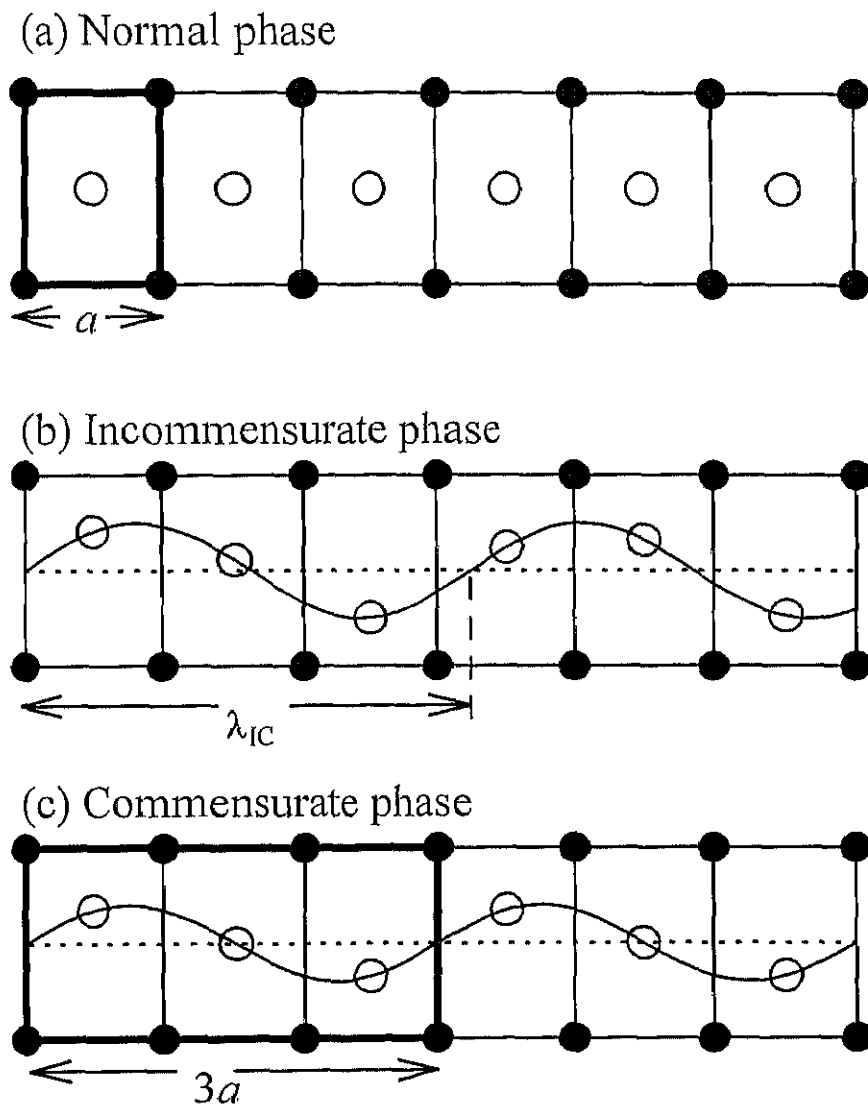 (a) Normal phase
a
(b) Incommensurate phase
λIC
(c) Commensurate phase
3a